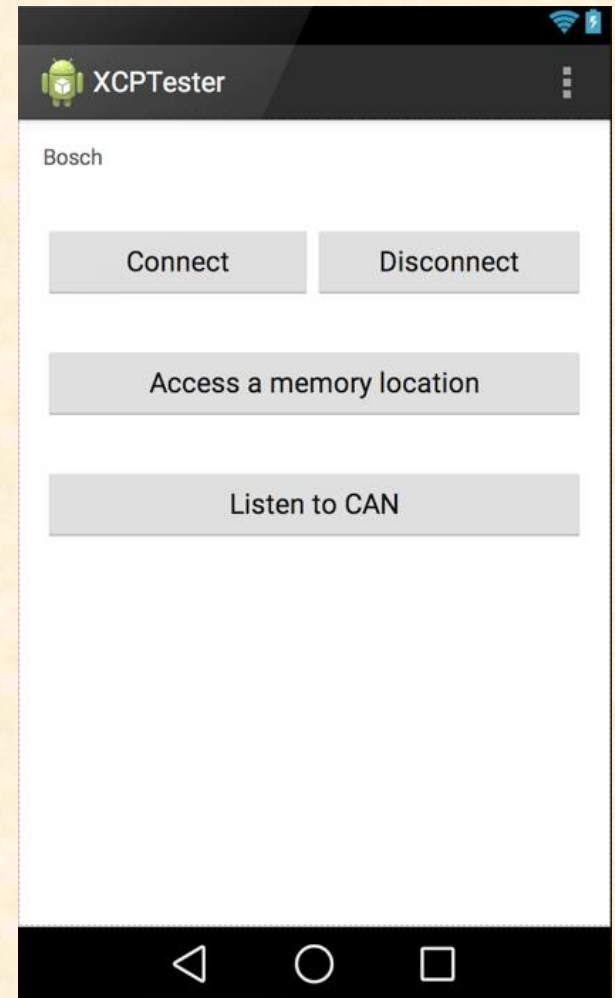 XCPTester
Bosch
Connect Disconnect
Access a memory location
Listen to CAN